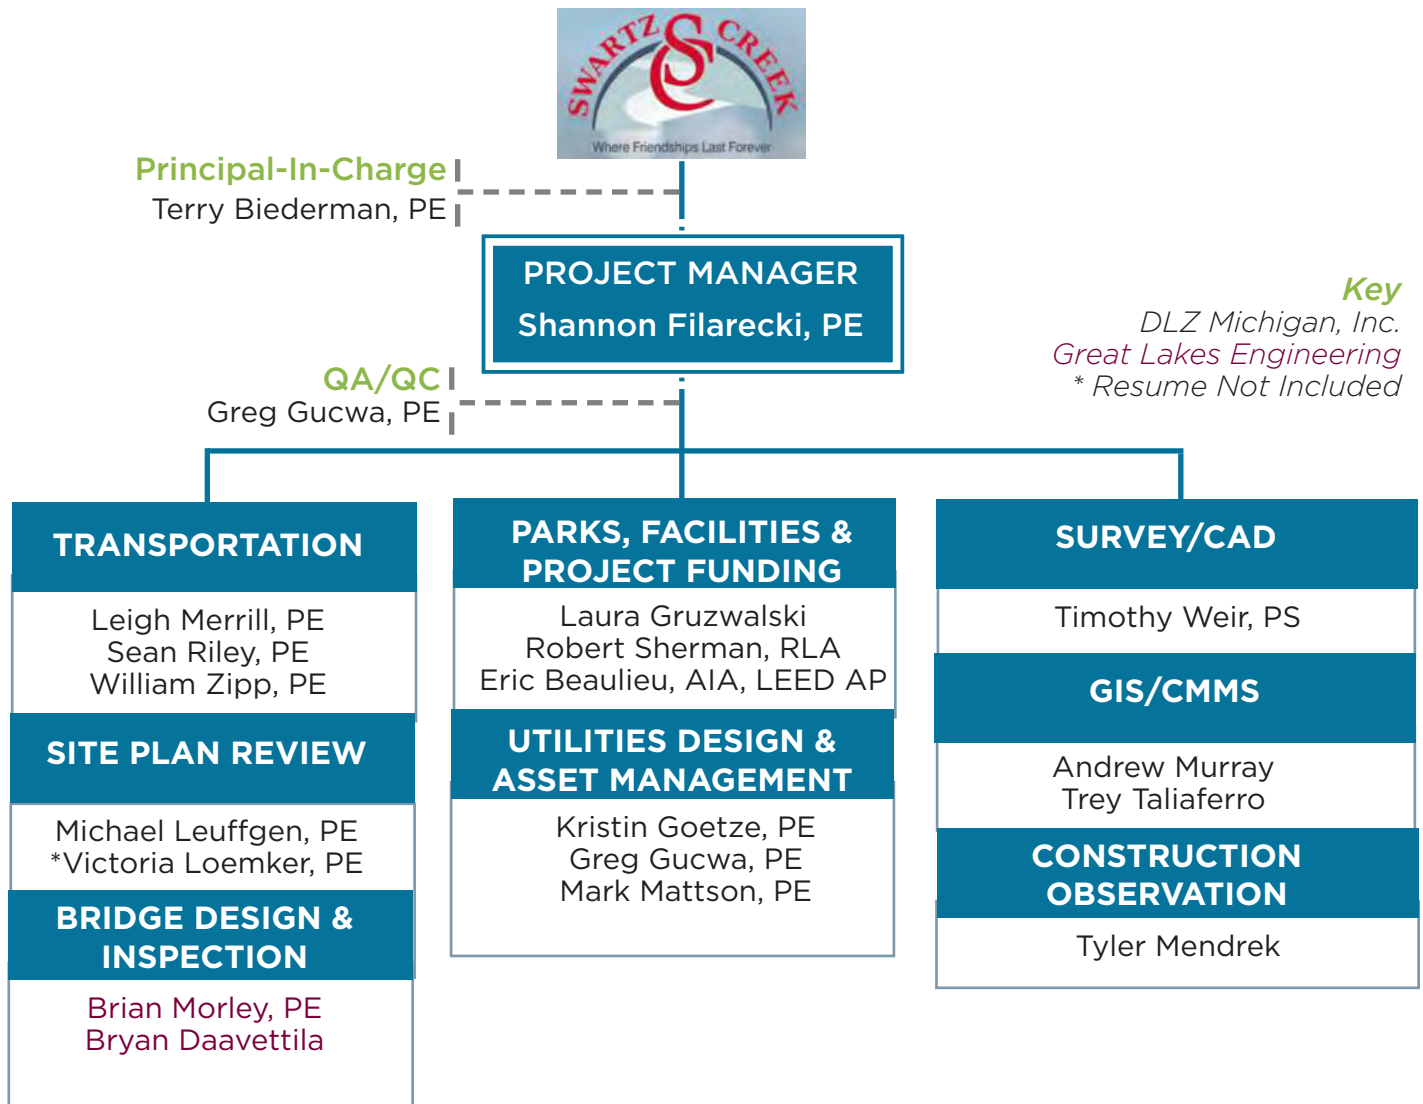 SWARTZ CREEK
SC
Where Friendships Last Forever
Principal-In-Charge
Terry Biederman, PE
PROJECT MANAGER
Shannon Filarecki, PE
Key
DLZ Michigan, Inc.
Great Lakes Engineering
* Resume Not Included
QA/QC
Greg Gucwa, PE
TRANSPORTATION
Leigh Merrill, PE
Sean Riley, PE
William Zipp, PE
SITE PLAN REVIEW
Michael Leuffgen, PE
*Victoria Loemker, PE
BRIDGE DESIGN &
INSPECTION
Brian Morley, PE
Bryan Daavettila
PARKS, FACILITIES &
PROJECT FUNDING
Laura Gruzwalski
Robert Sherman, RLA
Eric Beaulieu, AIA, LEED AP
UTILITIES DESIGN &
ASSET MANAGEMENT
Kristin Goetze, PE
Greg Gucwa, PE
Mark Mattson, PE
SURVEY/CAD
Timothy Weir, PS
GIS/CMMS
Andrew Murray
Trey Taliaferro
CONSTRUCTION
OBSERVATION
Tyler Mendrek